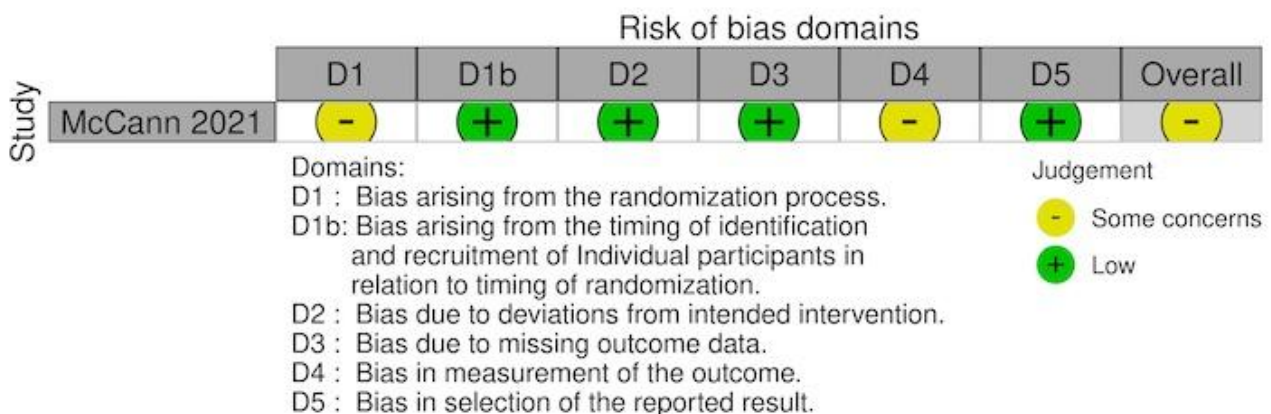 Risk of bias domains
D1 D1b D2 D3 D4 D5 Overall
Study
McCann 2021 - + + + - + -
Domains:
D1 : Bias arising from the randomization process.
D1b: Bias arising from the timing of identification
and recruitment of Individual participants in
relation to timing of randomization.
D2 : Bias due to deviations from intended intervention.
D3 : Bias due to missing outcome data.
D4 : Bias in measurement of the outcome.
D5 : Bias in selection of the reported result.
Judgement
- Some concerns
+ Low